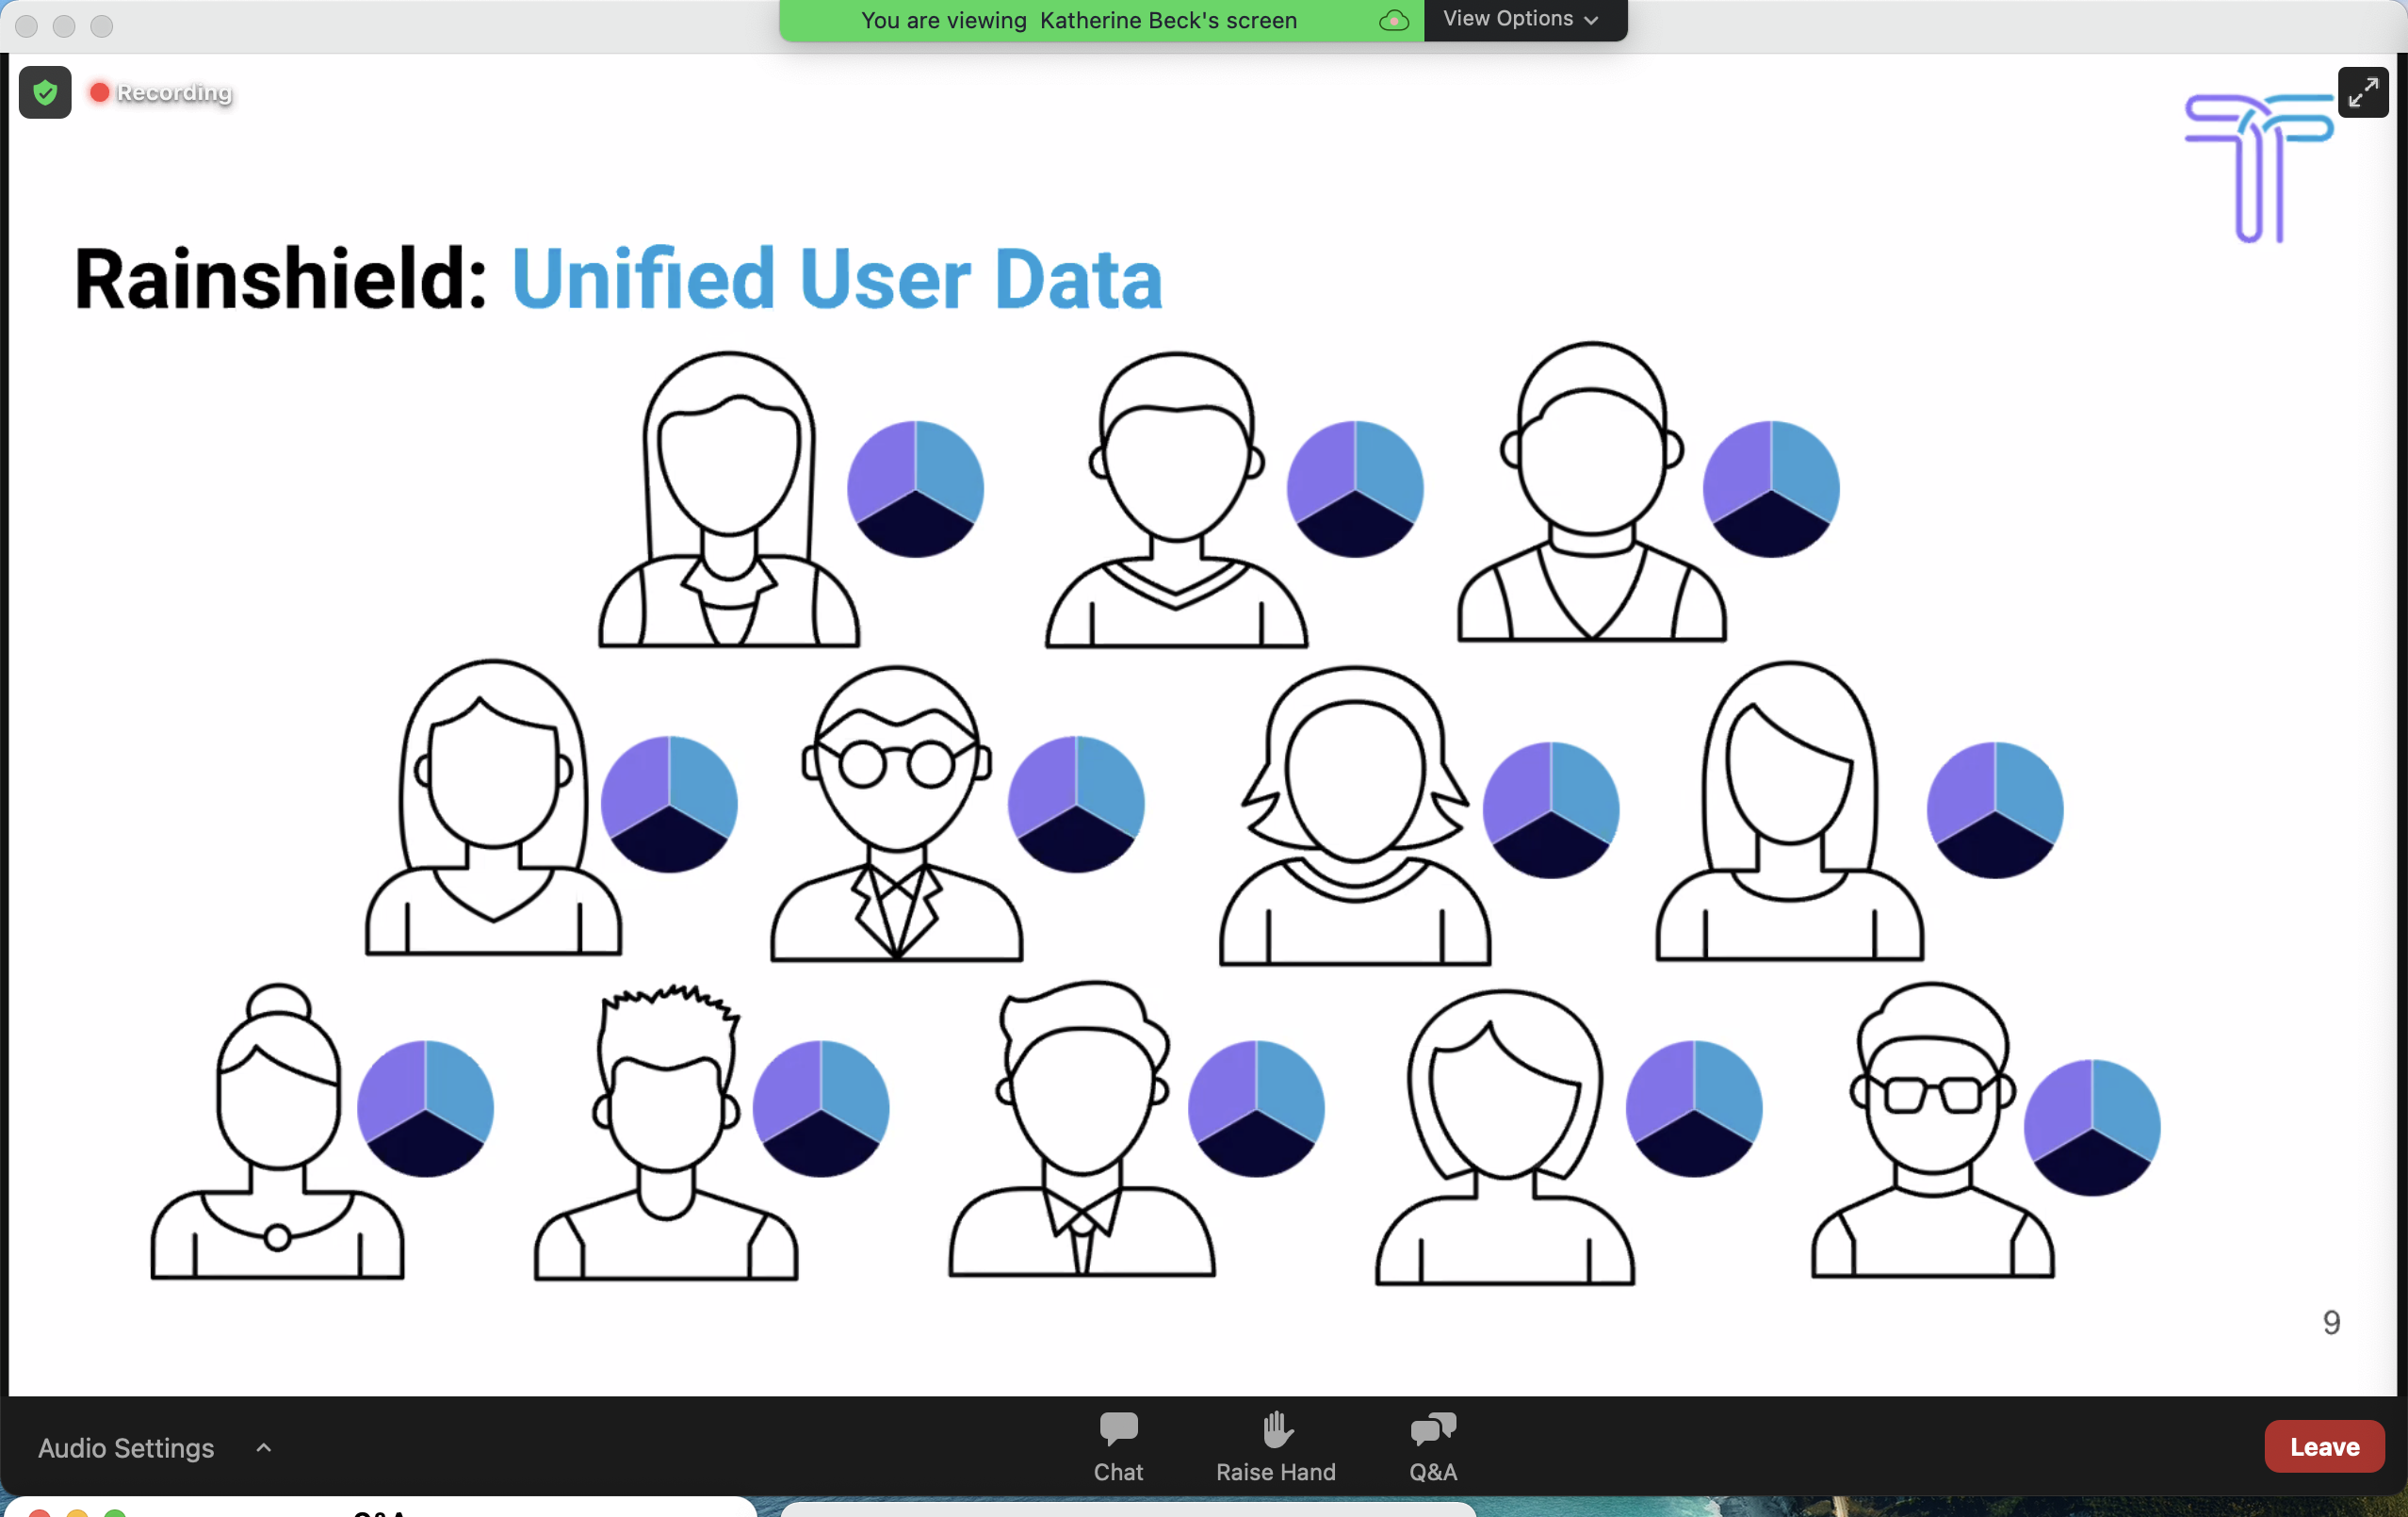 You are viewing Katherine Beck's screen
View Options
Recording
Rainshield: Unified User Data
9
Audio Settings
Chat
Raise Hand
Q&A
Leave
Q&A